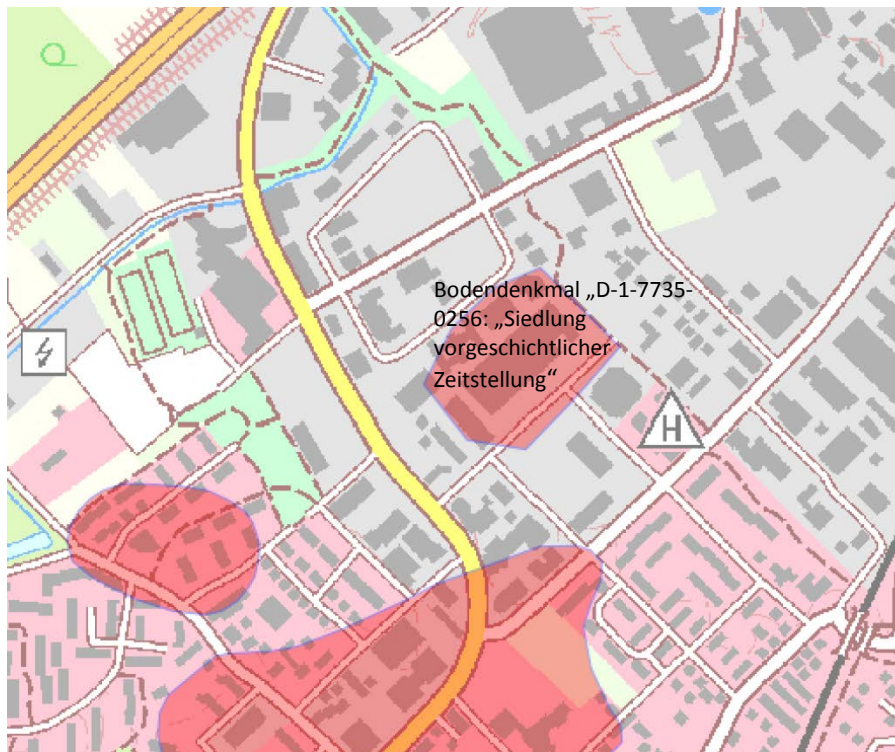 Bodendenkmal „D-1-7735-
0256: „Siedlung
vorgeschichtlicher
Zeitstellung“
H